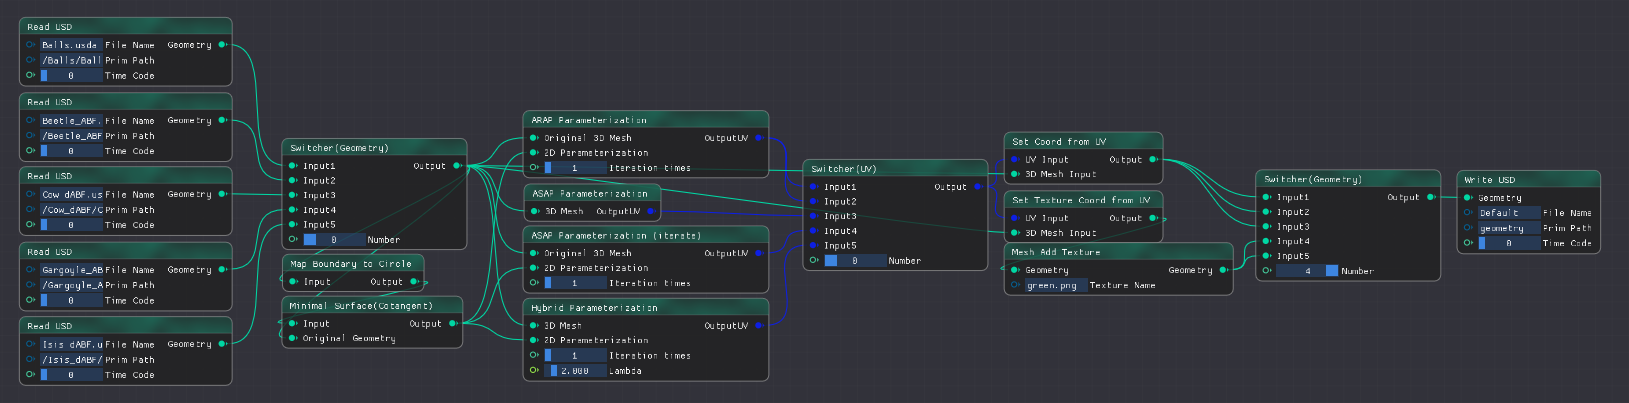 Read USD
Balls.usda File Name Geometry
/Balls/Ball Prim Path
0 Time Code
Read USD
Beetle_ABF. File Name Geometry
/Beetle_ABF Prim Path
0 Time Code
Read USD
Cow_dABF.us File Name Geometry
/Cow_dABF/C Prim Path
0 Time Code
Read USD
Gargoyle_AB File Name Geometry
/Gargoyle_A Prim Path
0 Time Code
Read USD
Isis_dABF.u File Name Geometry
/Isis_dABF/ Prim Path
0 Time Code
Switcher(Geometry)
Input1 Output
Input2
Input3
Input4
Input5
0 Number
Map Boundary to Circle
Input Output
Minimal Surface(Cotangent)
Input Output
Original Geometry
ARAP Parameterization
Original 3D Mesh OutputUV
2D Parameterization
1 Iteration times
ASAP Parameterization
3D Mesh OutputUV
ASAP Parameterization (iterate)
Original 3D Mesh OutputUV
2D Parameterization
1 Iteration times
Hybrid Parameterization
3D Mesh OutputUV
2D Parameterization
1 Iteration times
2.000 Lambda
Switcher(UV)
Input1 Output
Input2
Input3
Input4
Input5
0 Number
Set Coord from UV
UV Input Output
3D Mesh Input
Set Texture Coord from UV
UV Input Output
3D Mesh Input
Mesh Add Texture
Geometry Geometry
green.png Texture Name
Switcher(Geometry)
Input1 Output
Input2
Input3
Input4
Input5
4 Number
Write USD
Geometry
Default File Name
geometry Prim Path
0 Time Code